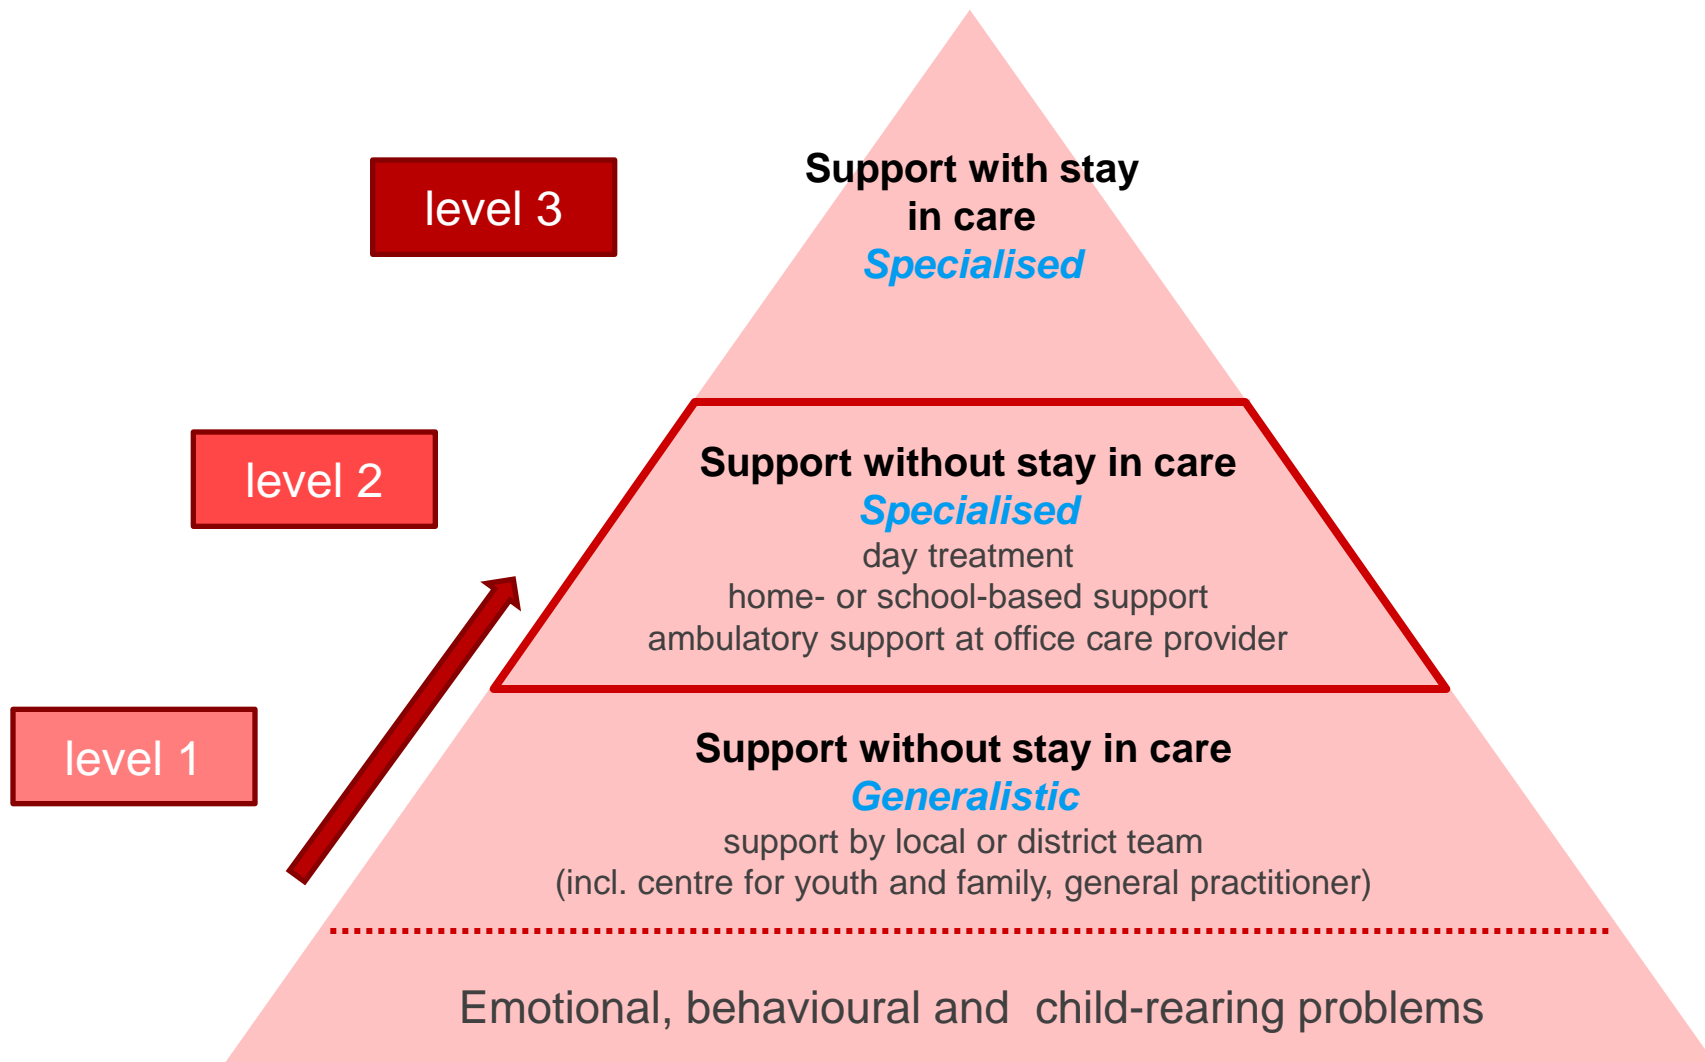 level 3
Support with stay
in care
Specialised
level 2
Support without stay in care
Specialised
day treatment
home- or school-based support
ambulatory support at office care provider
level 1
Support without stay in care
Generalistic
support by local or district team
(incl. centre for youth and family, general practitioner)
Emotional, behavioural and child-rearing problems